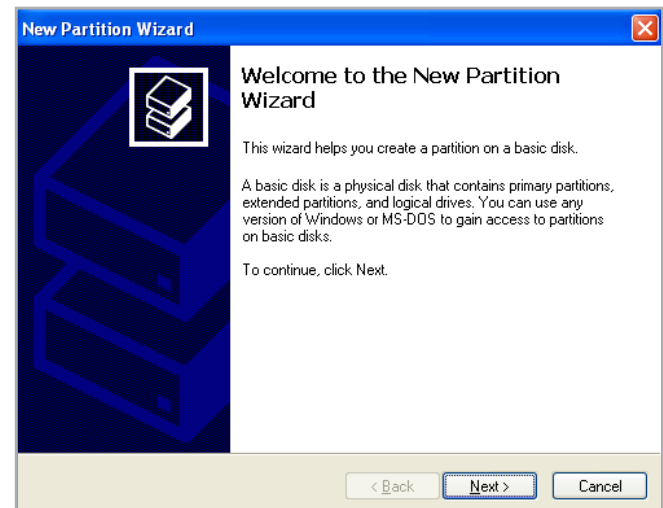 New Partition Wizard
Welcome to the New Partition
Wizard
This wizard helps you create a partition on a basic disk.
A basic disk is a physical disk that contains primary partitions,
extended partitions, and logical drives. You can use any
version of Windows or MS-DOS to gain access to partitions
on basic disks.
To continue, click Next.
< Back Next > Cancel